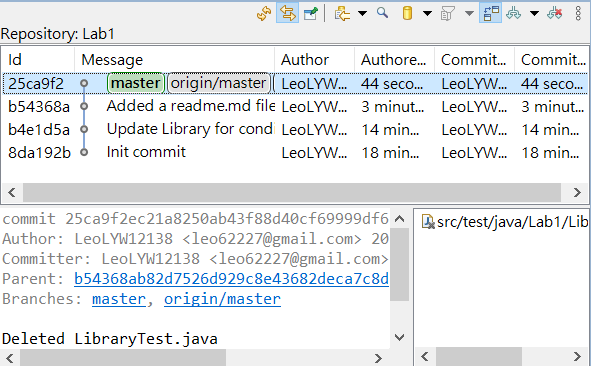 Repository: Lab1
Id Message Author Authore... Commit... Commit...
25ca9f2 master origin/master LeoLYW... 44 seco... LeoLYW... 44 seco...
b54368a Added a readme.md file LeoLYW... 3 minut... LeoLYW... 3 minut...
b4e1d5a Update Library for cond LeoLYW... 14 min... LeoLYW... 14 min...
8da192b Init commit LeoLYW... 18 min... LeoLYW... 18 min...
commit 25ca9f2ec21a8250ab43f88d40cf69999df6
Author: LeoLYW12138 <leo62227@gmail.com> 20
Committer: LeoLYW12138 <leo62227@gmail.com>
Parent: b54368ab82d7526d929c8e43682deca7c8d
Branches: master, origin/master
Deleted LibraryTest.java
src/test/java/Lab1/Lib